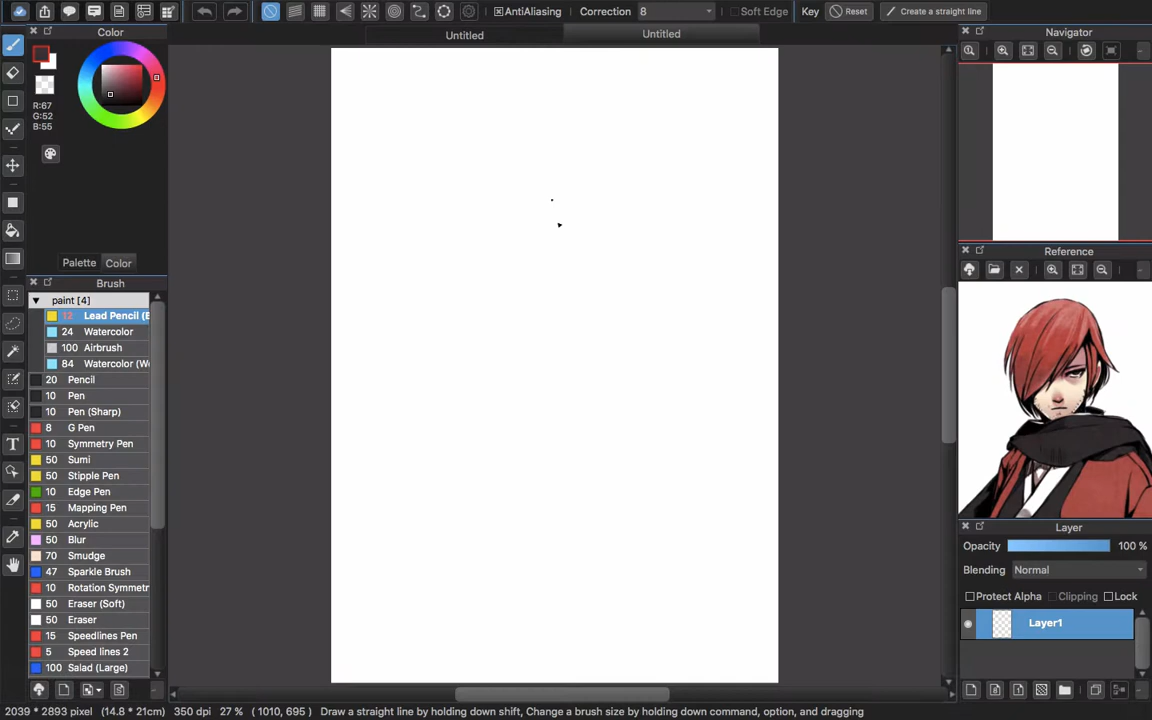 AntiAliasing Correction 8 Soft Edge Key Reset Create a straight line
Color
Untitled
Untitled
Navigator
R:67
G:52
B:55
Palette Color
Reference
Brush
paint [4]
12 Lead Pencil (B
24 Watercolor
100 Airbrush
84 Watercolor (We
20 Pencil
10 Pen
10 Pen (Sharp)
8 G Pen
10 Symmetry Pen
50 Sumi
50 Stipple Pen
10 Edge Pen
15 Mapping Pen
50 Acrylic
50 Blur
70 Smudge
47 Sparkle Brush
10 Rotation Symmetr
50 Eraser (Soft)
50 Eraser
15 Speedlines Pen
5 Speed lines 2
100 Salad (Large)
Layer
Opacity 100 %
Blending Normal
Protect Alpha Clipping Lock
Layer1
2039 * 2893 pixel (14.8 * 21cm) 350 dpi 27 % ( 1010, 695 ) Draw a straight line by holding down shift, Change a brush size by holding down command, option, and dragging